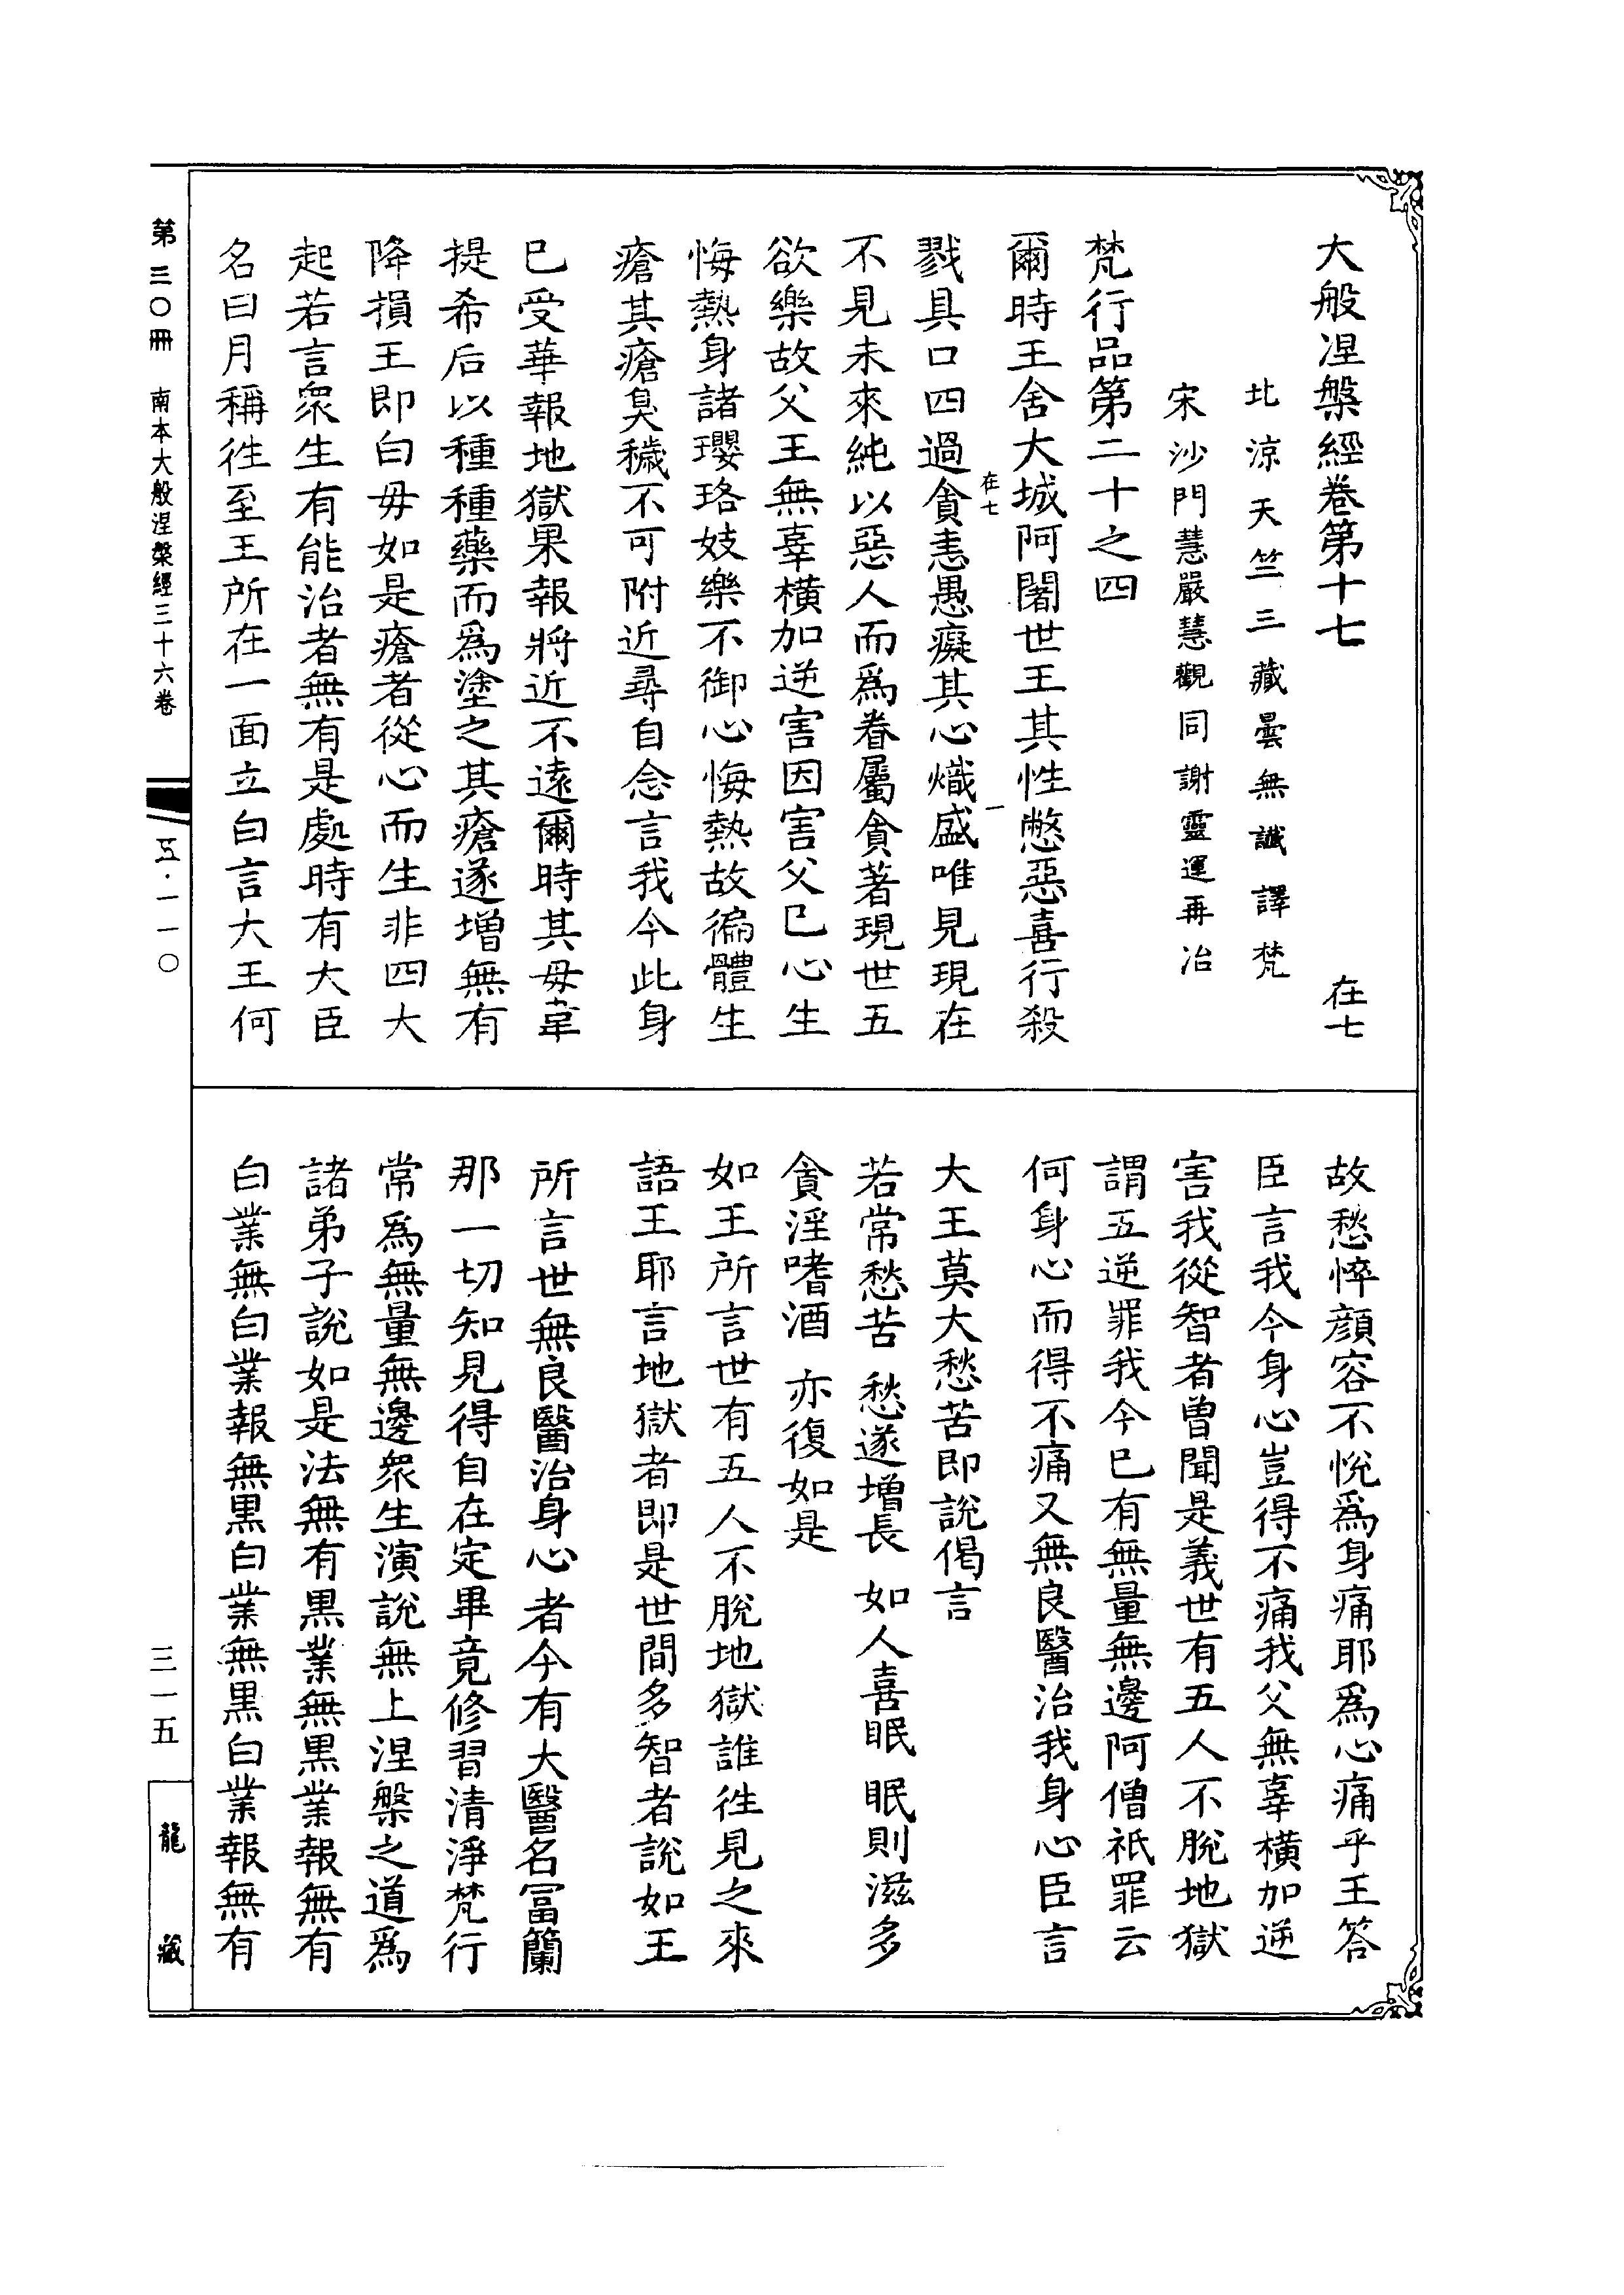 大般涅槃經卷第十七　在七
北涼天竺三藏曇無讖譯梵
宋沙門慧嚴慧觀同謝靈運再治
梵行品第二十之四
爾時王舍大城阿闍世王其性憋惡喜行殺
在七　一
戮具口四過貪恚愚癡其心熾盛唯見現在
不見未來純以惡人而爲眷屬貪著現世五
欲樂故父王無辜橫加逆害因害父已心生
悔熱身諸瓔珞妓樂不御心悔熱故徧體生
瘡其瘡臭穢不可附近尋自念言我今此身
已受華報地獄果報將近不遠爾時其母韋
提希后以種種藥而爲塗之其瘡遂增無有
降損王即白母如是瘡者從心而生非四大
起若言衆生有能治者無有是處時有大臣
名曰月稱往至王所在一面立白言大王何
故愁悴顔容不悅爲身痛耶爲心痛乎王答
臣言我今身心豈得不痛我父無辜橫加逆
害我從智者曾聞是義世有五人不脫地獄
謂五逆罪我今已有無量無邊阿僧祇罪云
何身心而得不痛又無良醫治我身心臣言
大王莫大愁苦即說偈言
若常愁苦　愁遂增長　如人喜眠　眠則滋多
貪淫嗜酒　亦復如是
如王所言世有五人不脫地獄誰往見之來
語王耶言地獄者即是世間多智者說如王
所言世無良醫治身心者今有大醫名冨蘭
那一切知見得自在定畢竟修習清淨梵行
常爲無量無邊衆生演說無上涅槃之道爲
諸弟子說如是法無有黑業無黑業報無有
白業無白業報無黑白業無黑白業報無有
第三〇冊　南本大般涅槃經三十六卷
五·一一〇
三一五
龍藏